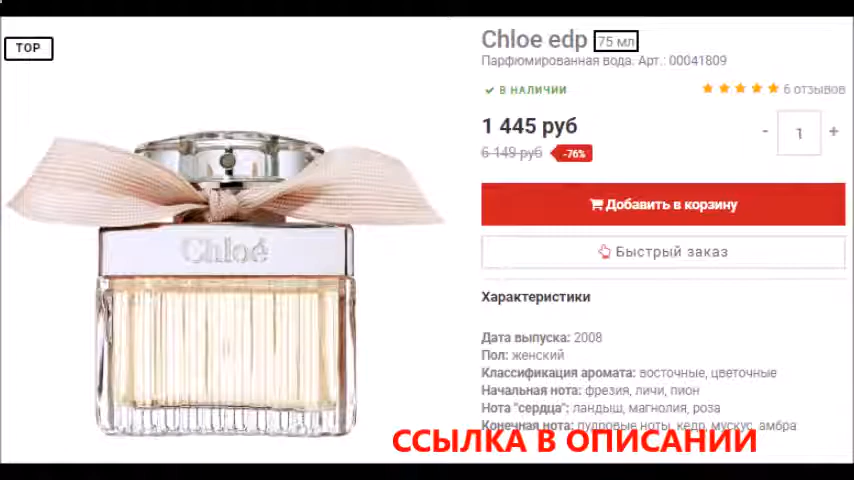 TOP
Chloe edp 75 мл
Парфюмированная вода. Арт.: 00041809
В НАЛИЧИИ
6 отзывов
1 445 руб
- 1 +
6 149 руб -76%
Добавить в корзину
Chloé
Быстрый заказ
Характеристики
Дата выпуска: 2008
Пол: женский
Классификация аромата: восточные, цветочные
Начальная нота: фрезия, личи, пион
Нота "сердца": ландыш, магнолия, роза
Конечная нота: пудровые ноты, кедр, мускус, амбра
ССЫЛКА В ОПИСАНИИ